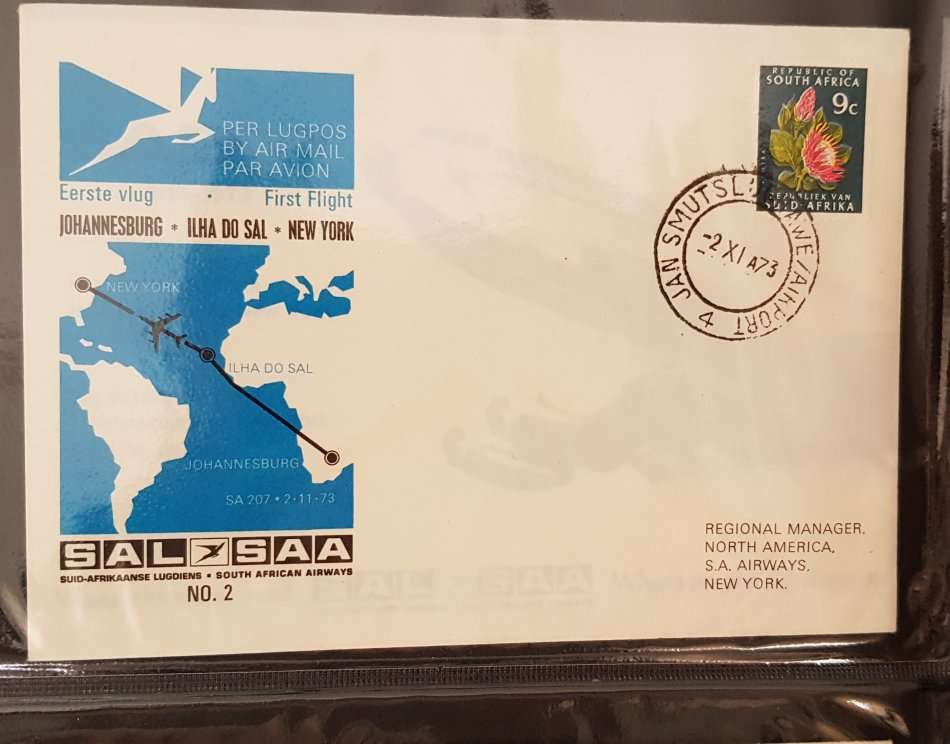 PER LUGPOS
BY AIR MAIL
PAR AVION
Eerste vlug · First Flight
JOHANNESBURG * ILHA DO SAL * NEW YORK
NEW YORK
ILHA DO SAL
JOHANNESBURG
SA 207 • 2·11·73
SAL SAA
SUID-AFRIKAANSE LUGDIENS • SOUTH AFRICAN AIRWAYS
NO. 2
REPUBLIC OF
SOUTH AFRICA
9c
REPUBLIEK VAN
SUID-AFRIKA
JAN SMUTS /AIRPORT 4
-2 XI A73
REGIONAL MANAGER,
NORTH AMERICA,
S.A. AIRWAYS,
NEW YORK.